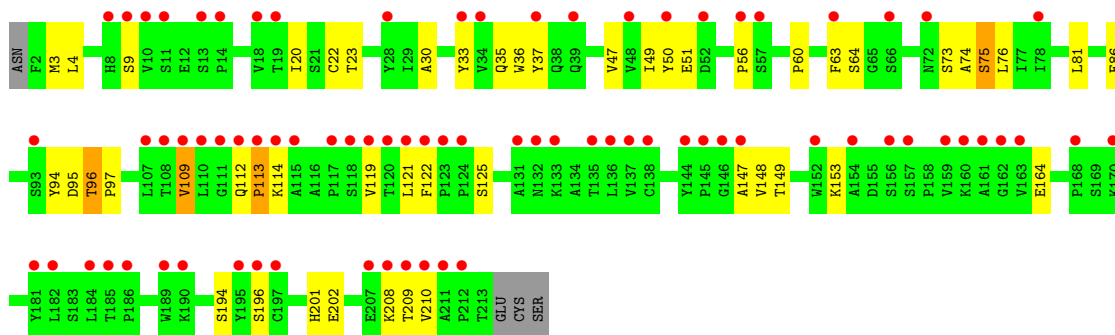 ASN F2 M3 L4 H8 S9 V10 S11 E12 S13 P14 V18 T19 I20 S21 C22 T23 Y28 I29 A30 Y33 V34 Q35 W36 Y37 Q38 Q39 V47 V48 I49 Y50 E51 D52 P56 S57 P60 F63 S64 G65 S66 N72 S73 A74 S75 L76 I77 I78 L81
S93 Y94 D95 T96 P97 L107 T108 V109 L110 G111 Q112 P113 K114 A115 A116 P117 S118 V119 T120 L121 F122 P123 P124 S125 A131 N132 K133 A134 T135 L136 V137 C138 Y144 P145 G146 A147 V148 T149 W152 K153 A154 D155 S156 S157 P158 V159 K160 A161 G162 V163 E164 P168 S169
Y181 L182 S183 L184 T185 P186 W189 K190 S194 Y195 S196 C197 H201 E202 E207 K208 T209 V210 A211 P212 T213 GLU CYS SER